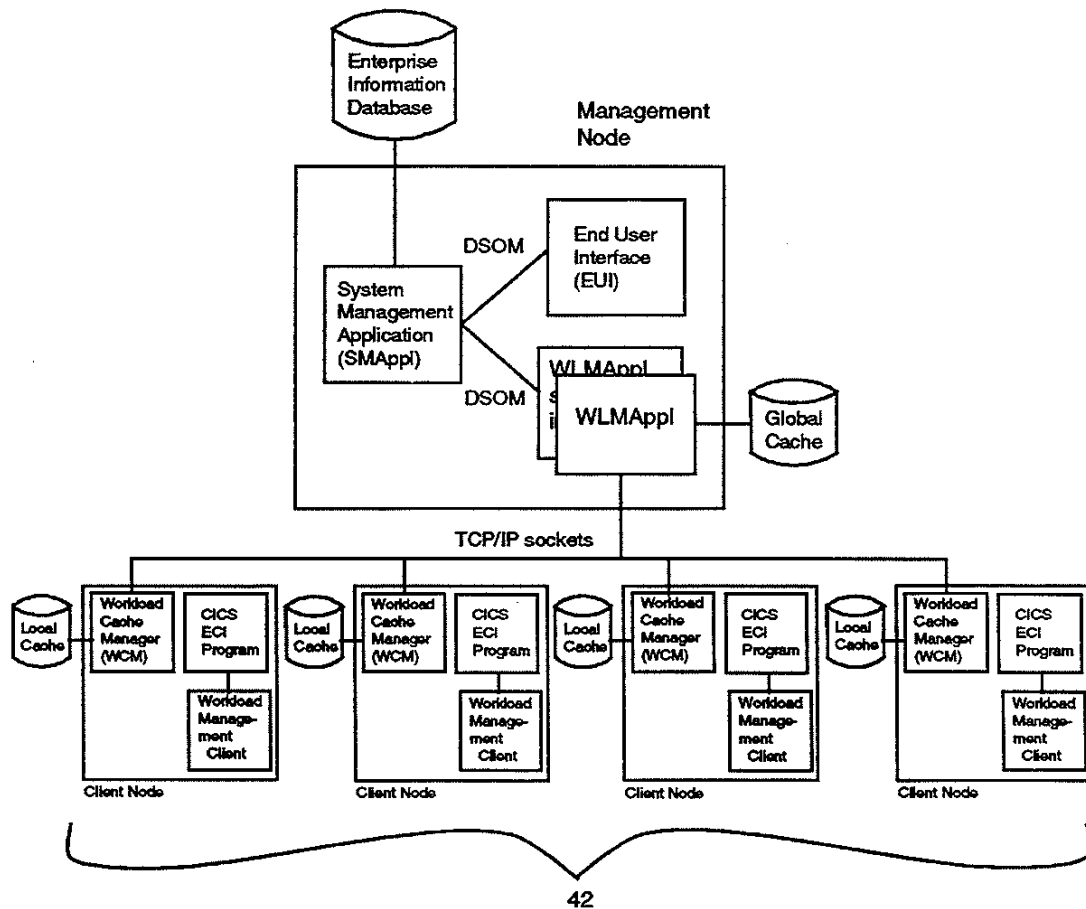 Enterprise
Information
Database
Management
Node
DSOM
End User
Interface
(EUI)
System
Management
Application
(SMAppl)
DSOM
WLMAppl
WLMAppl
Global
Cache
TCP/IP sockets
Local
Cache
Workload
Cache
Manager
(WCM)
CICS
ECI
Program
Workload
Manage-
ment
Client
Client Node
Local
Cache
Workload
Cache
Manager
(WCM)
CICS
ECI
Program
Workload
Manage-
ment
Client
Client Node
Local
Cache
Workload
Cache
Manager
(WCM)
CICS
ECI
Program
Workload
Manage-
ment
Client
Client Node
Local
Cache
Workload
Cache
Manager
(WCM)
CICS
ECI
Program
Workload
Manage-
ment
Client
Client Node
42